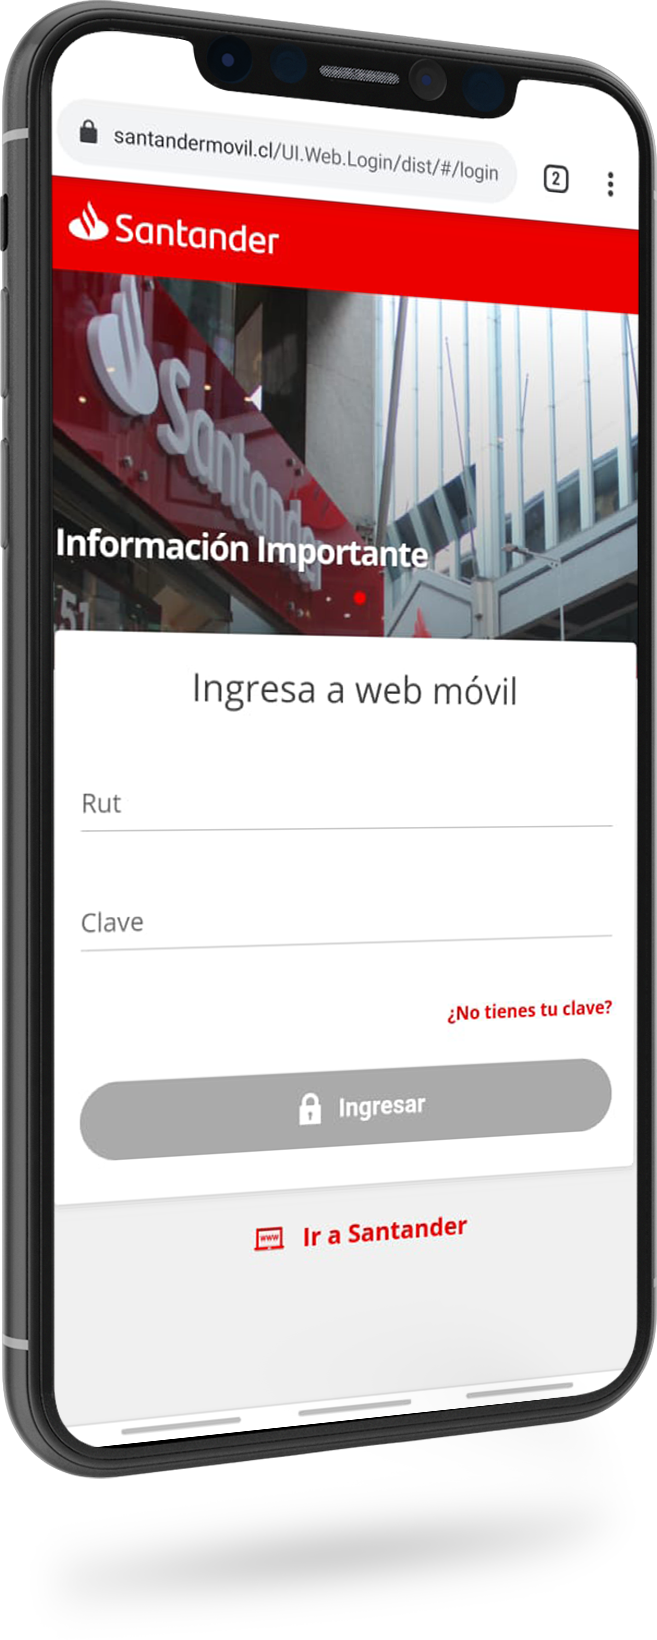 santandermovil.cl/UI.Web.Login/dist/#/login
2
Santander
Santander
51
Información Importante
Ingresa a web móvil
Rut
Clave
¿No tienes tu clave?
Ingresar
www
Ir a Santander